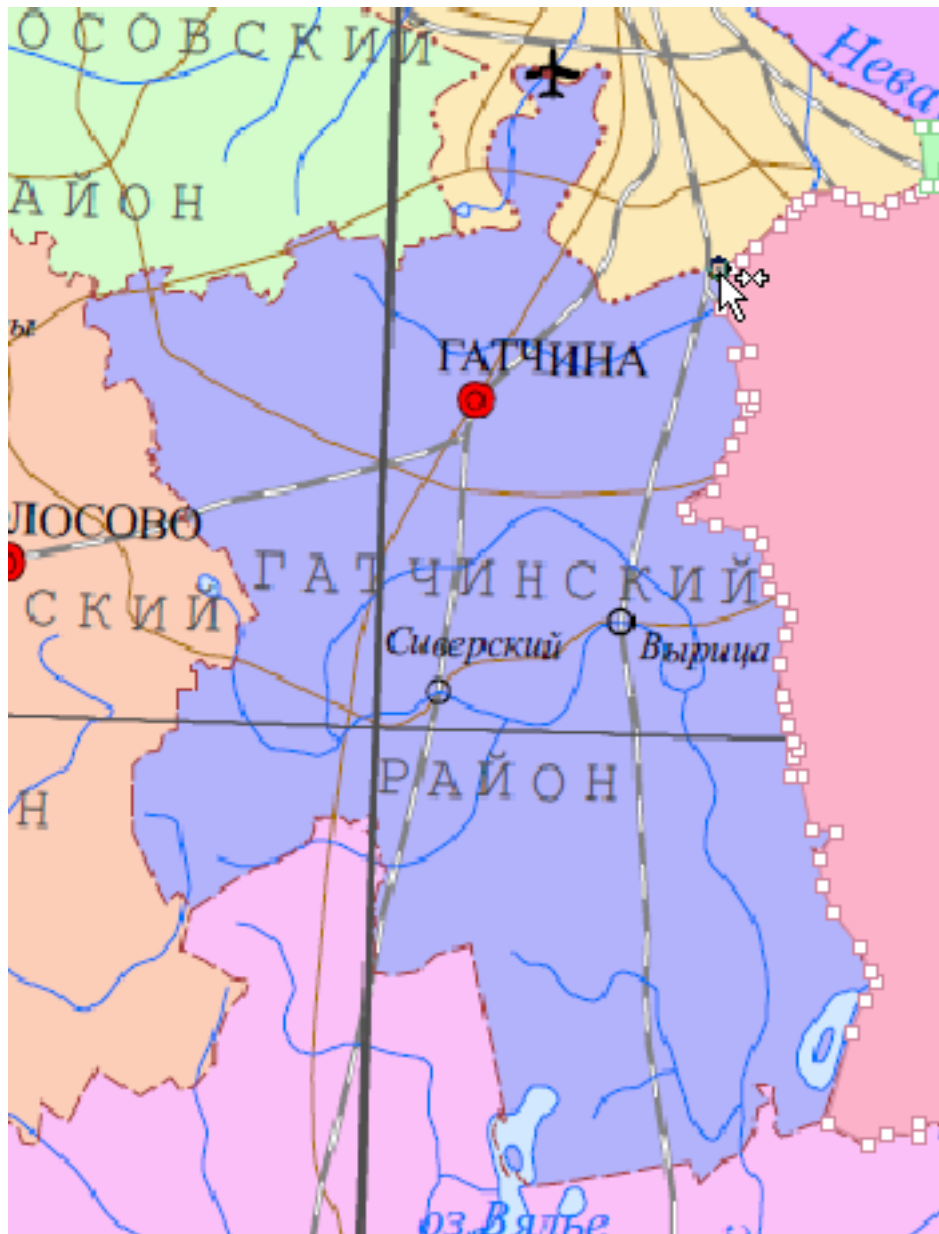 ОСОВСКИЙ
Нева
АЙОН
ы
ГАТЧИНА
ЛОСОВО
ГАТЧИНСКИЙ
СКИЙ
Сиверский
Вырица
РАЙОН
Н
оз.Вялье